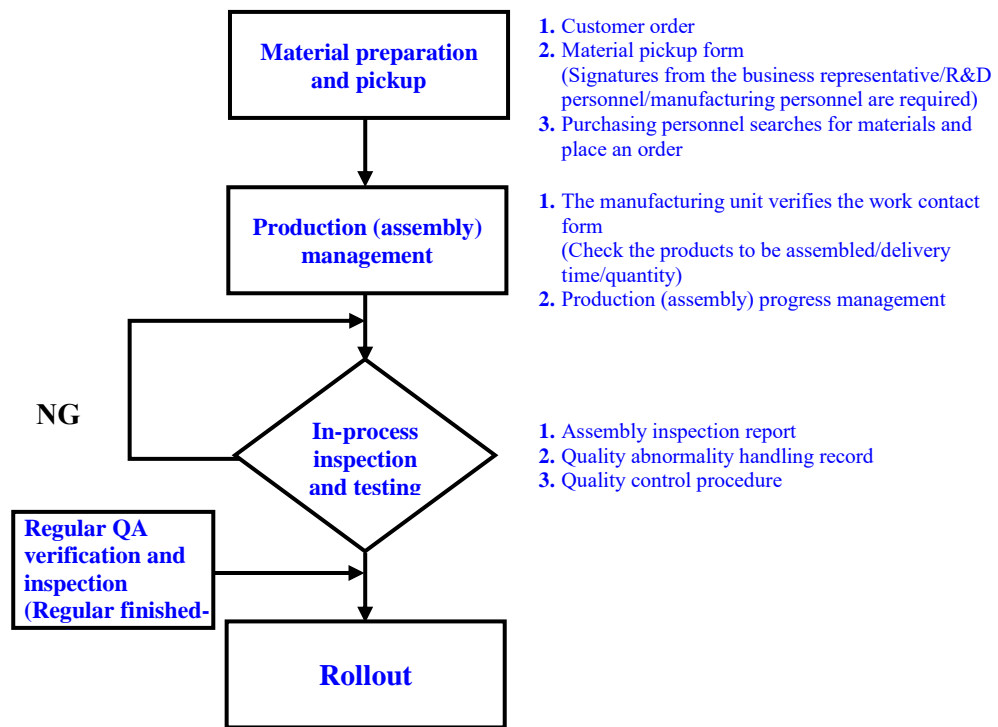 Material preparation
and pickup
1. Customer order
2. Material pickup form
(Signatures from the business representative/R&D
personnel/manufacturing personnel are required)
3. Purchasing personnel searches for materials and
place an order
Production (assembly)
management
1. The manufacturing unit verifies the work contact
form
(Check the products to be assembled/delivery
time/quantity)
2. Production (assembly) progress management
NG
In-process
inspection
and testing
1. Assembly inspection report
2. Quality abnormality handling record
3. Quality control procedure
Regular QA
verification and
inspection
(Regular finished-
Rollout